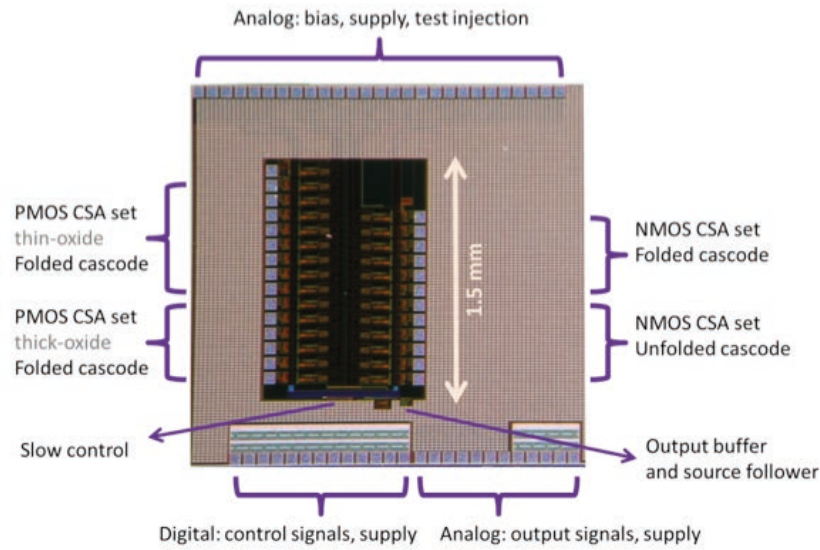 Analog: bias, supply, test injection
PMOS CSA set
thin-oxide
Folded cascode
PMOS CSA set
thick-oxide
Folded cascode
1.5 mm
NMOS CSA set
Folded cascode
NMOS CSA set
Unfolded cascode
Slow control
Output buffer
and source follower
Digital: control signals, supply
Analog: output signals, supply